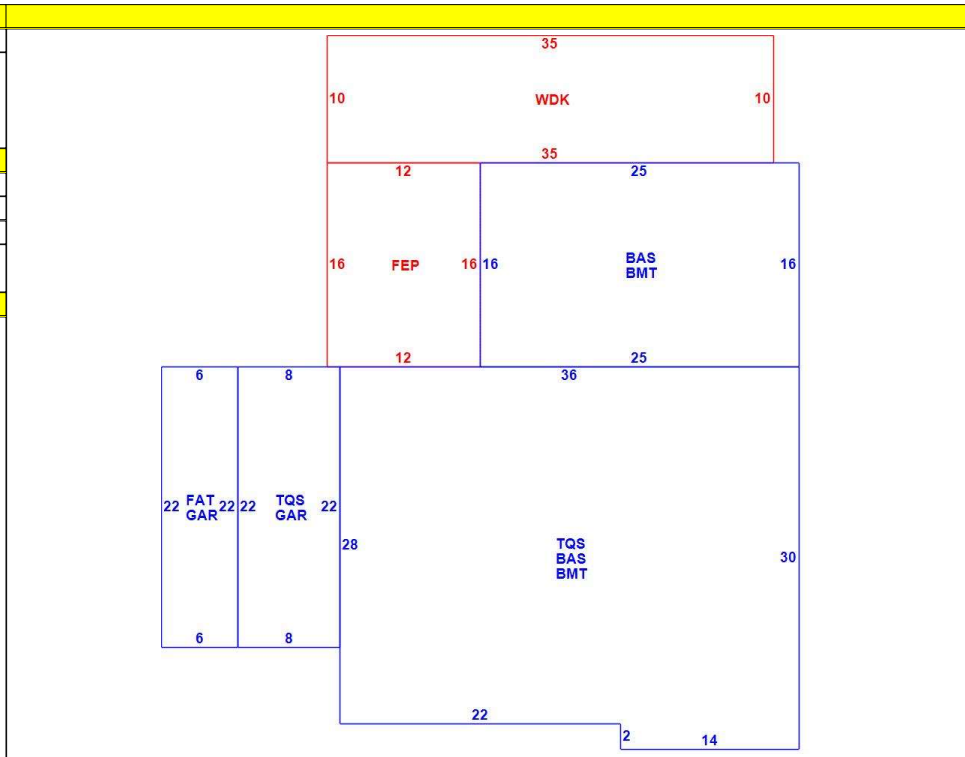 35
10 WDK 10
35
12 25
BAS
BMT
16 FEP 16 16 16
12 25
6 8 36
22 FAT 22 22 TQS 22
GAR GAR
28
TQS
BAS
BMT
30
6 8
22
2
14